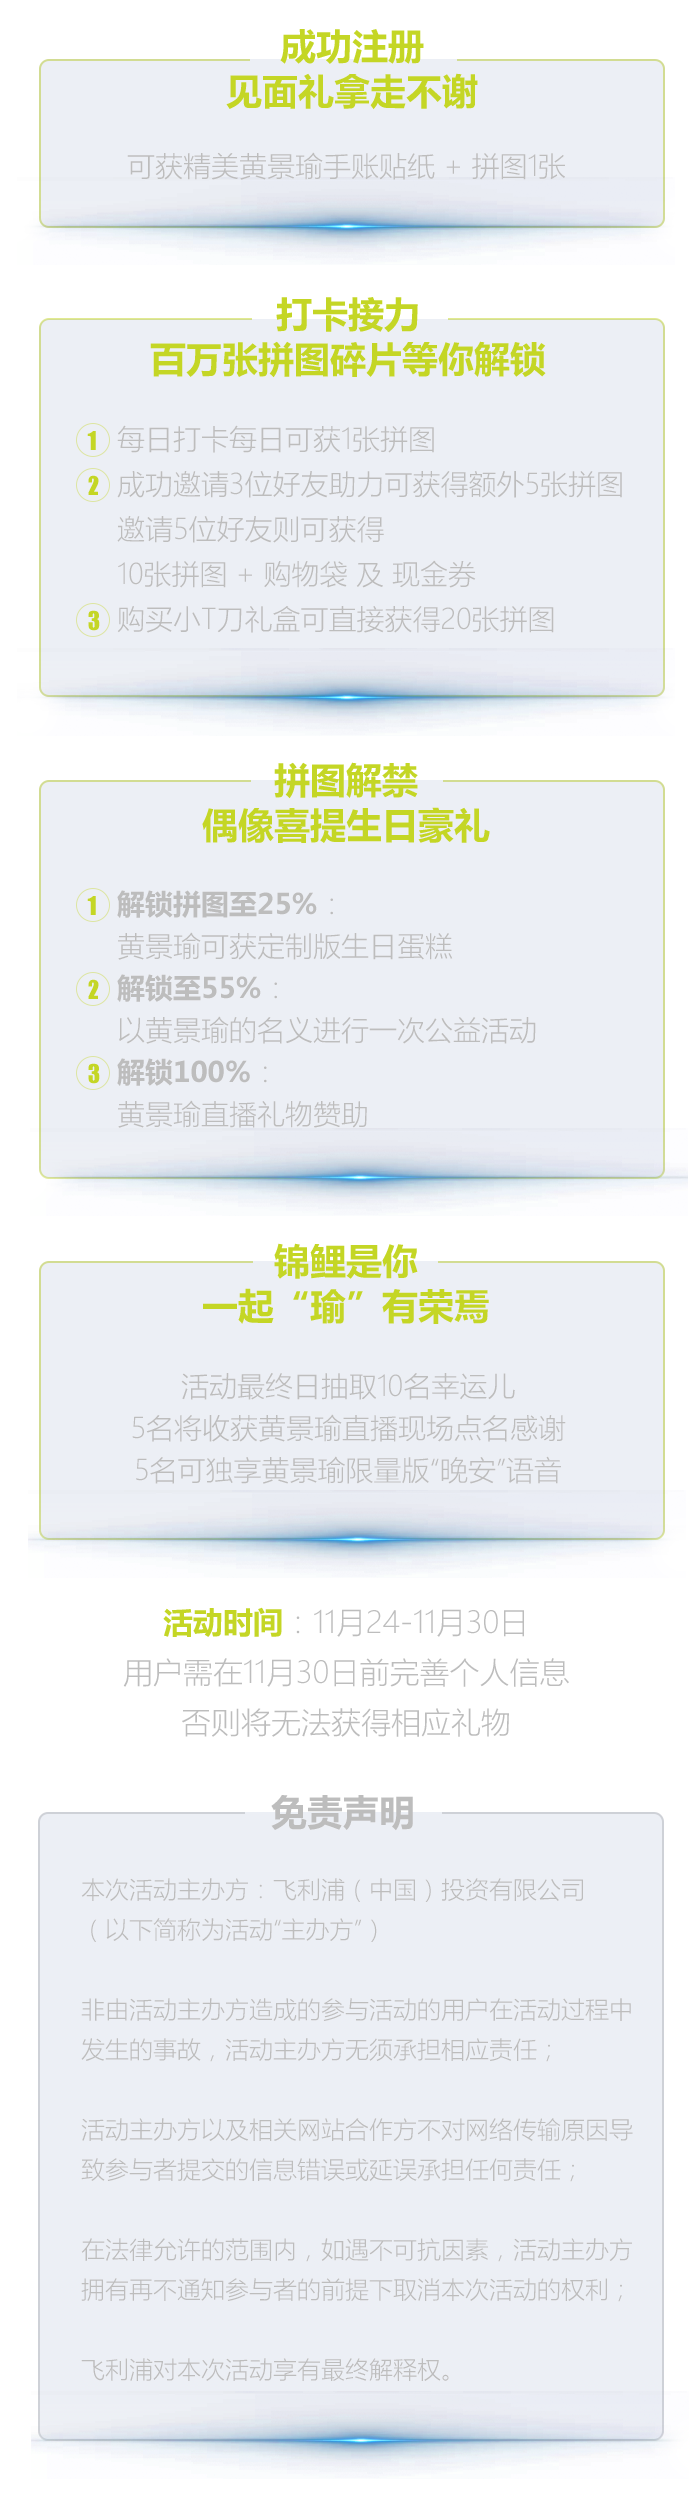 成功注册
见面礼拿走不谢
可获精美黄景瑜手账贴纸 + 拼图1张
打卡接力
百万张拼图碎片等你解锁
1 每日打卡每日可获1张拼图
2 成功邀请3位好友助力可获得额外5张拼图
邀请5位好友则可获得
10张拼图 + 购物袋 及 现金券
3 购买小T刀礼盒可直接获得20张拼图
拼图解禁
偶像喜提生日豪礼
1 解锁拼图至25%：
黄景瑜可获定制版生日蛋糕
2 解锁至55%：
以黄景瑜的名义进行一次公益活动
3 解锁100%：
黄景瑜直播礼物赞助
锦鲤是你
一起“瑜”有荣焉
活动最终日抽取10名幸运儿
5名将收获黄景瑜直播现场点名感谢
5名可独享黄景瑜限量版“晚安”语音
活动时间：11月24-11月30日
用户需在11月30日前完善个人信息
否则将无法获得相应礼物
免责声明
本次活动主办方：飞利浦（中国）投资有限公司
（以下简称为活动“主办方”）
非由活动主办方造成的参与活动的用户在活动过程中
发生的事故，活动主办方无须承担相应责任；
活动主办方以及相关网站合作方不对网络传输原因导
致参与者提交的信息错误或延误承担任何责任；
在法律允许的范围内，如遇不可抗因素，活动主办方
拥有再不通知参与者的前提下取消本次活动的权利；
飞利浦对本次活动享有最终解释权。